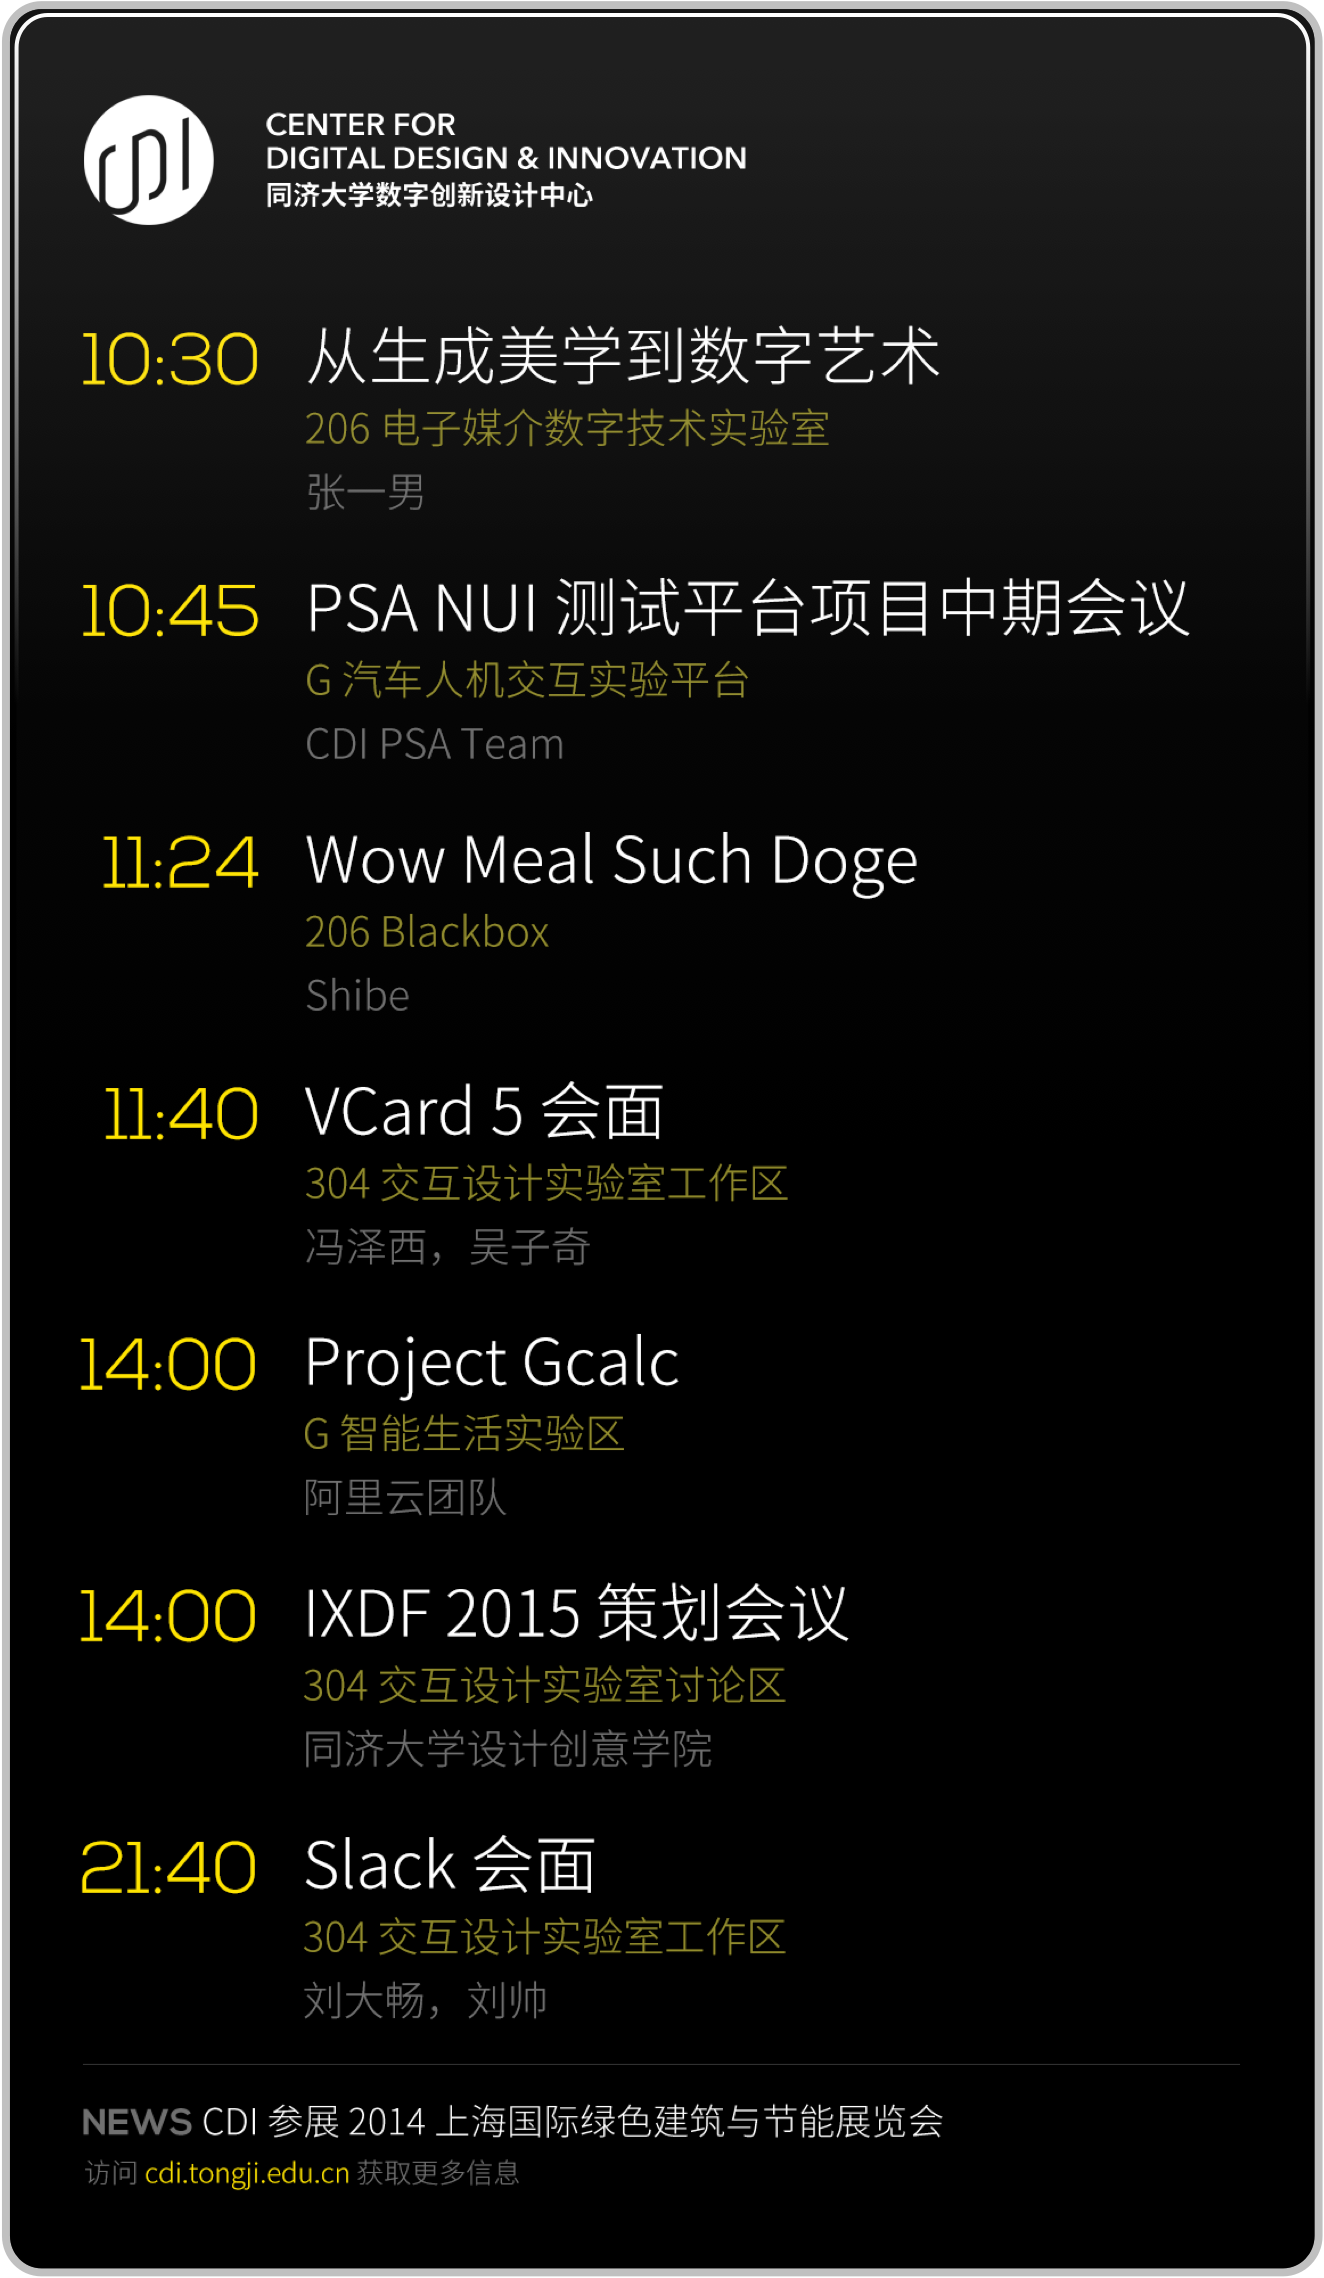 CDI
CENTER FOR
DIGITAL DESIGN & INNOVATION
同济大学数字创新设计中心
10:30 从生成美学到数字艺术
206 电子媒介数字技术实验室
张一男
10:45 PSA NUI 测试平台项目中期会议
G 汽车人机交互实验平台
CDI PSA Team
11:24 Wow Meal Such Doge
206 Blackbox
Shibe
11:40 VCard 5 会面
304 交互设计实验室工作区
冯泽西，吴子奇
14:00 Project Gcalc
G 智能生活实验区
阿里云团队
14:00 IXDF 2015 策划会议
304 交互设计实验室讨论区
同济大学设计创意学院
21:40 Slack 会面
304 交互设计实验室工作区
刘大畅，刘帅
NEWS CDI 参展 2014 上海国际绿色建筑与节能展览会
访问 cdi.tongji.edu.cn 获取更多信息